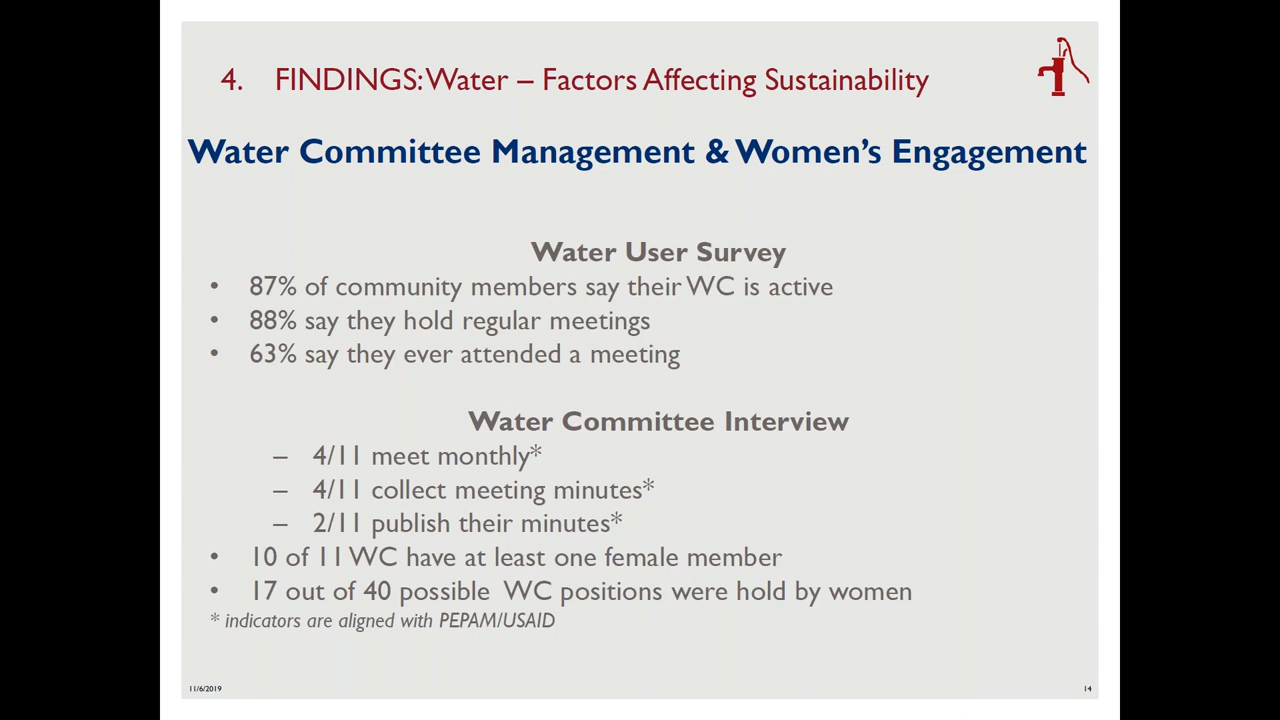 4. FINDINGS: Water – Factors Affecting Sustainability
Water Committee Management & Women’s Engagement
Water User Survey
• 87% of community members say their WC is active
• 88% say they hold regular meetings
• 63% say they ever attended a meeting
Water Committee Interview
– 4/11 meet monthly*
– 4/11 collect meeting minutes*
– 2/11 publish their minutes*
• 10 of 11 WC have at least one female member
• 17 out of 40 possible WC positions were hold by women
* indicators are aligned with PEPAM/USAID
11/6/2019
14